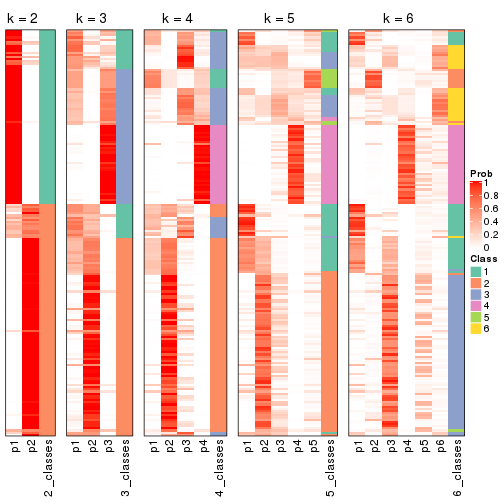 k = 2
k = 3
k = 4
k = 5
k = 6
Prob
1
0.8
0.6
0.4
0.2
0
Class
1
2
3
4
5
6
p1
p2
2_classes
p1
p2
p3
3_classes
p1
p2
p3
p4
4_classes
p1
p2
p3
p4
p5
5_classes
p1
p2
p3
p4
p5
p6
6_classes